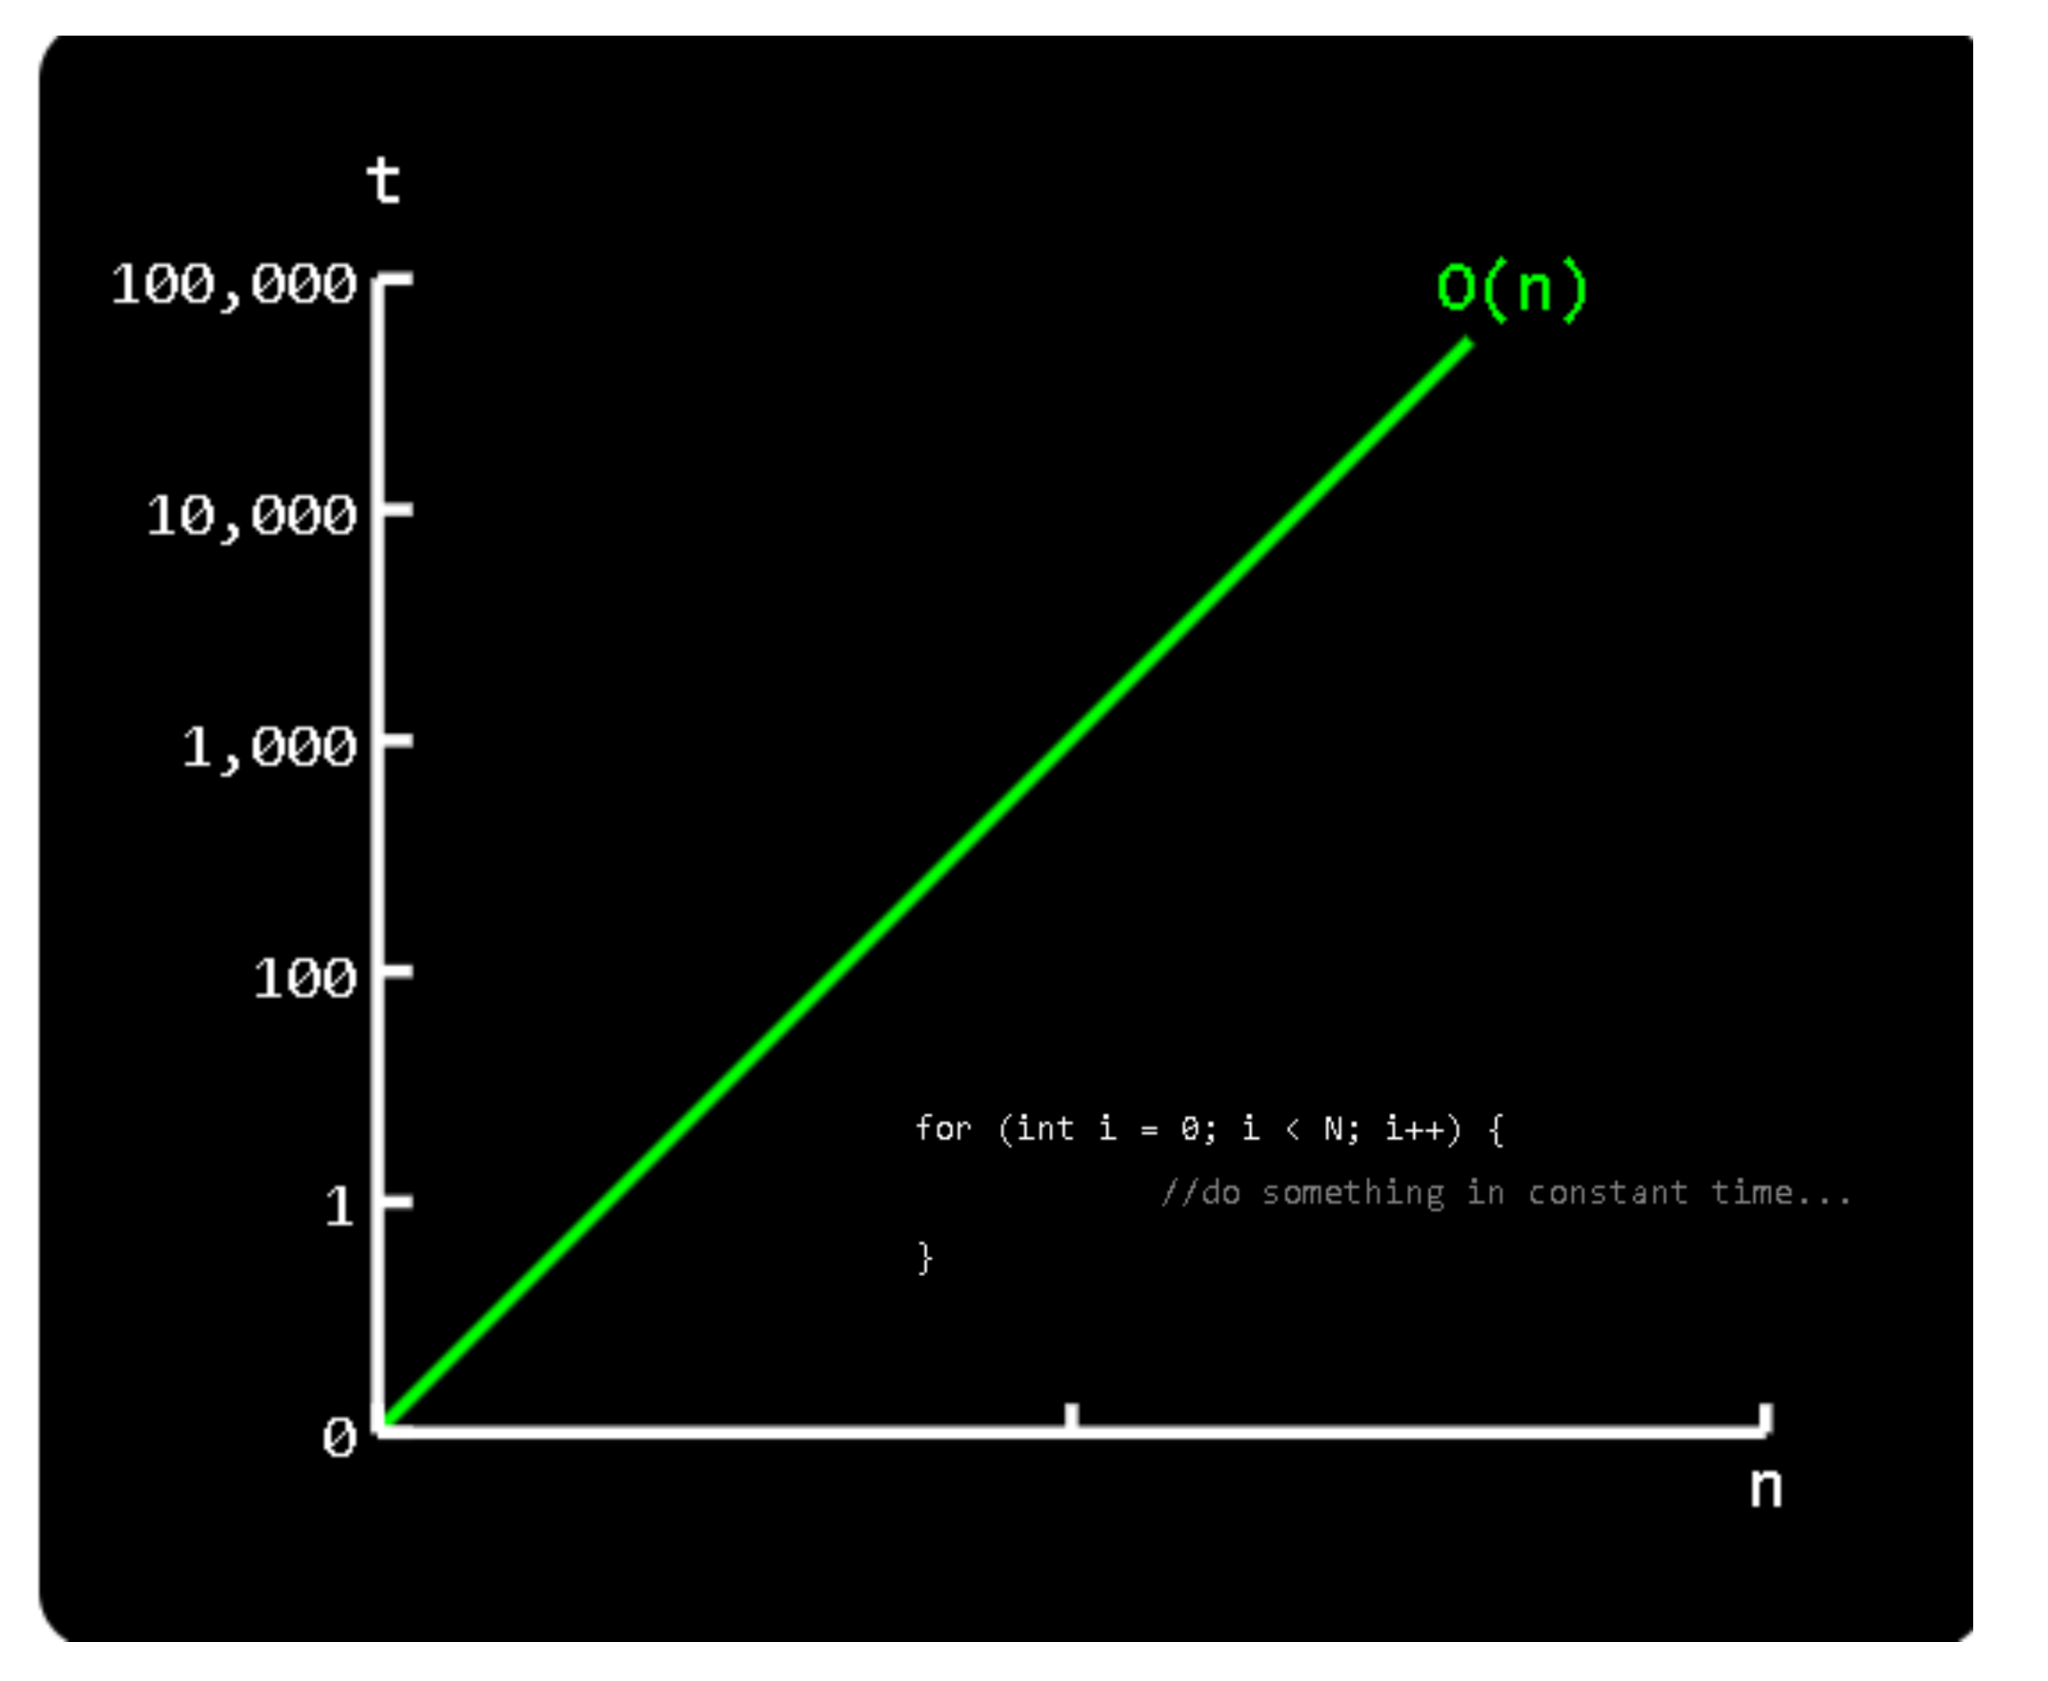 t
100,000
O(n)
10,000
1,000
100
for (int i = 0; i < N; i++) {
//do something in constant time...
1
}
0
n